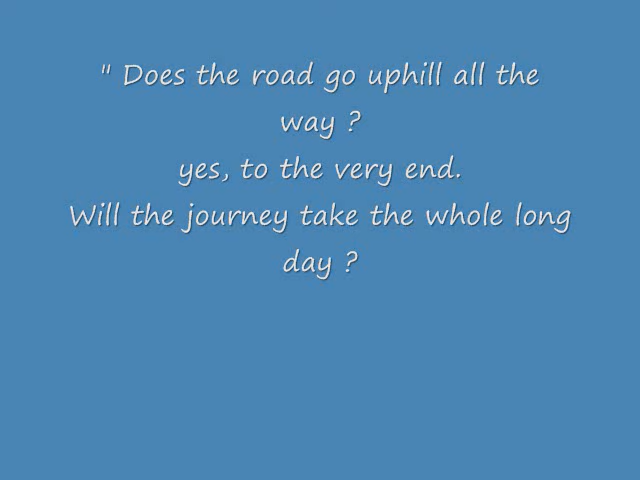 " Does the road go uphill all the
way ?
yes, to the very end.
Will the journey take the whole long
day ?